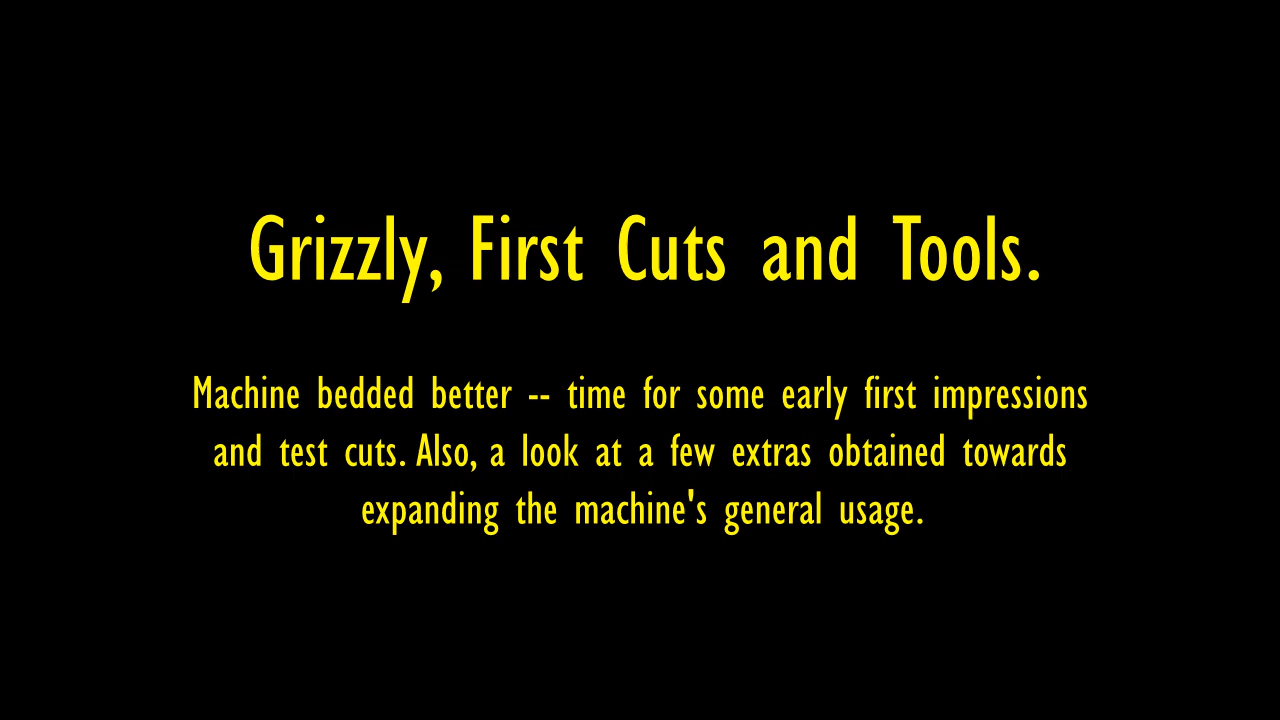 Grizzly, First Cuts and Tools.
Machine bedded better -- time for some early first impressions
and test cuts. Also, a look at a few extras obtained towards
expanding the machine's general usage.